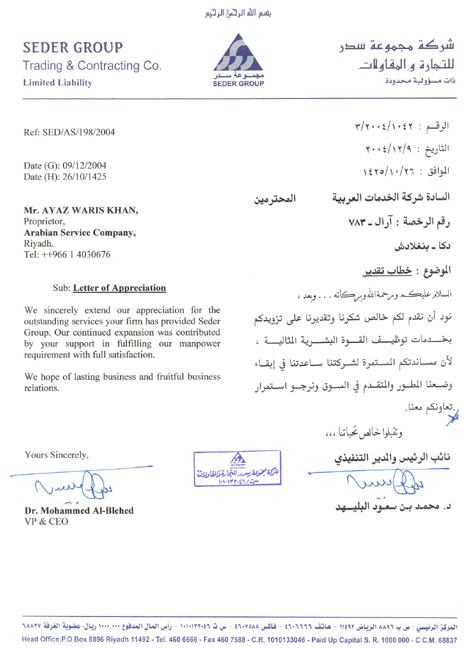 بسم الله الرحمن الرحيم
SEDER GROUP
Trading & Contracting Co.
Limited Liability
مجموعة سدر
SEDER GROUP
شركة مجموعة سدر
للتجارة و المقاولات
ذات مسؤولية محدودة
Ref: SED/AS/198/2004
Date (G): 09/12/2004
Date (H): 26/10/1425
Mr. AYAZ WARIS KHAN,
Proprietor,
Arabian Service Company,
Riyadh.
Tel: ++966 1 4030676
Sub: Letter of Appreciation
We sincerely extend our appreciation for the
outstanding services your firm has provided Seder
Group. Our continued expansion was contributed
by your support in fulfilling our manpower
requirement with full satisfaction.
We hope of lasting business and fruitful business
relations.
Yours Sincerely,
Dr. Mohammed Al-Blehed
VP & CEO
الرقم : ٣/٢٠٠٤/١٠٤٢
التاريخ : ٢٠٠٤/١٢/٩
الموافق : ١٤٢٥/١٠/٢٦
السادة شركة الخدمات العربية المحترمين
رقم الرخصة : آرال ـ ٧٨٣
دكا ـ بنغلادش
الموضوع : خطاب تقدير
السلام عليكم ورحمة الله وبركاته ... وبعد ،
نود أن نقدم لكم خالص شكرنا وتقديرنا على تزويدكم
بخدمات توظيف القوة البشرية المثالية ،
لأن مساندتكم المستمرة لشركتنا ساعدتنا في إبقاء
وضعنا المطور والمتقدم في السوق ونرجو استمرار
تعاونكم معنا.
وتقبلوا خالص تحياتنا ,,,
نائب الرئيس والمدير التنفيذي
د. محمد بن سعود البليهد
شركة مجموعة سدر للتجارة والمقاولات
س.ت/١٠١٠١٣٣٠٤٦
المركز الرئيسي : ص ب ٨٨٩٦ الرياض ١١٤٩٢ - هاتف ٤٦٠٦٦٦٦ - فاكس ٤٦٠٧٥٨٨ - س ت ١٠١٠١٣٣٠٤٦ - رأس المال المدفوع ١٠٠٠,٠٠٠ ريال - عضوية الغرفة ٦٨٨٣٧
Head Office:P.O.Box 8896 Riyadh 11492 - Tel. 460 6666 - Fax 460 7588 - C.R. 1010133046 - Paid Up Capital S. R. 1000.000 - C.C.M. 68837